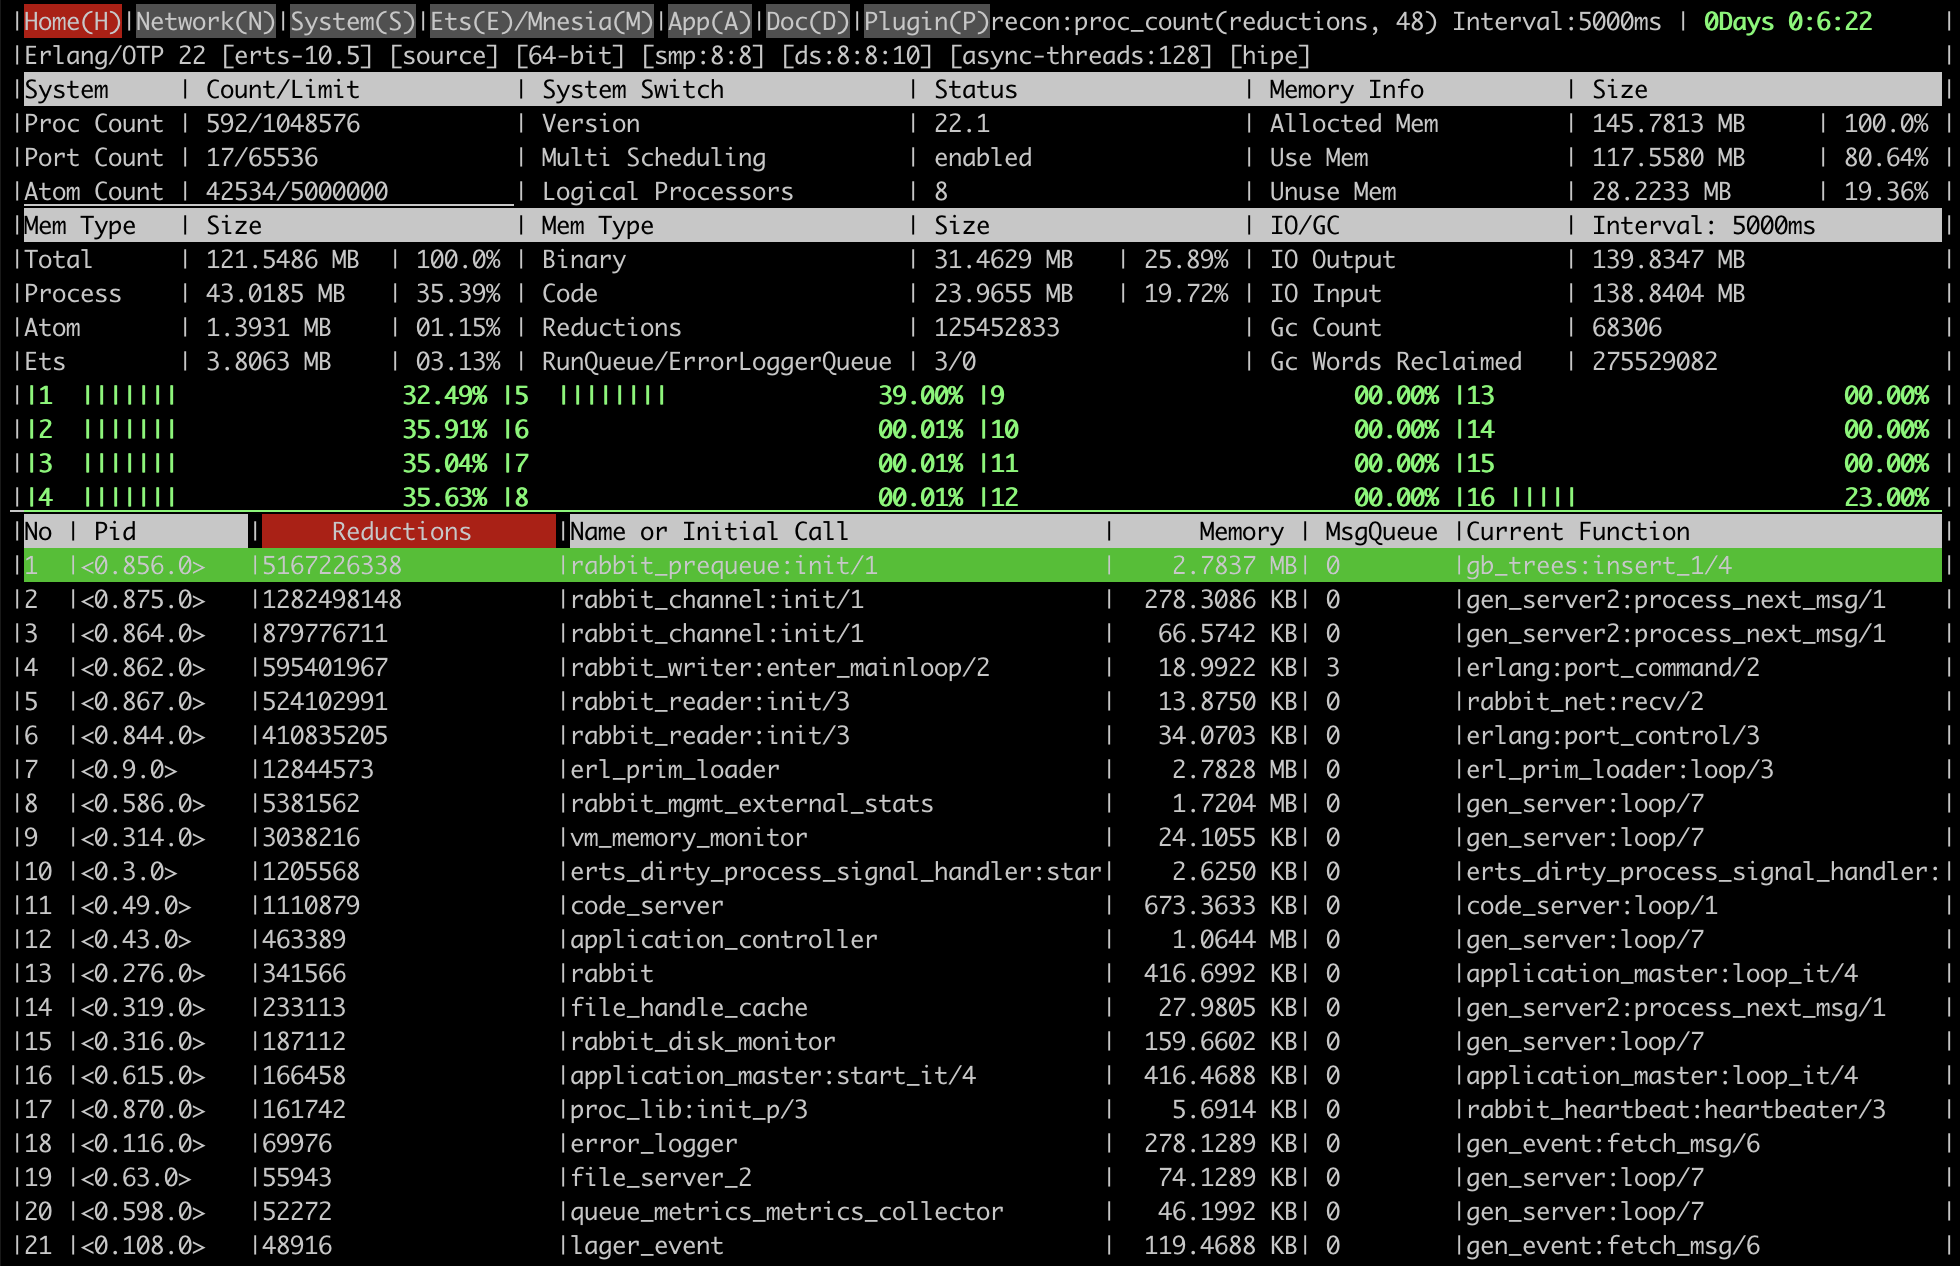 |Home(H)|Network(N)|System(S)|Ets(E)/Mnesia(M)|App(A)|Doc(D)|Plugin(P)recon:proc_count(reductions, 48) Interval:5000ms | 0Days 0:6:22 |
|Erlang/OTP 22 [erts-10.5] [source] [64-bit] [smp:8:8] [ds:8:8:10] [async-threads:128] [hipe] |
|System | Count/Limit | System Switch | Status | Memory Info | Size |
|Proc Count | 592/1048576 | Version | 22.1 | Allocted Mem | 145.7813 MB | 100.0% |
|Port Count | 17/65536 | Multi Scheduling | enabled | Use Mem | 117.5580 MB | 80.64% |
|Atom Count | 42534/5000000 | Logical Processors | 8 | Unuse Mem | 28.2233 MB | 19.36% |
|Mem Type | Size | Mem Type | Size | IO/GC | Interval: 5000ms |
|Total | 121.5486 MB | 100.0% | Binary | 31.4629 MB | 25.89% | IO Output | 139.8347 MB |
|Process | 43.0185 MB | 35.39% | Code | 23.9655 MB | 19.72% | IO Input | 138.8404 MB |
|Atom | 1.3931 MB | 01.15% | Reductions | 125452833 | Gc Count | 68306 |
|Ets | 3.8063 MB | 03.13% | RunQueue/ErrorLoggerQueue | 3/0 | Gc Words Reclaimed | 275529082 |
||1 ||||||| 32.49% |5 |||||||| 39.00% |9 00.00% |13 00.00% |
||2 ||||||| 35.91% |6 00.01% |10 00.00% |14 00.00% |
||3 ||||||| 35.04% |7 00.01% |11 00.00% |15 00.00% |
||4 ||||||| 35.63% |8 00.01% |12 00.00% |16 ||||| 23.00% |
|No | Pid | Reductions |Name or Initial Call | Memory | MsgQueue |Current Function |
|1 |<0.856.0> |5167226338 |rabbit_prequeue:init/1 | 2.7837 MB| 0 |gb_trees:insert_1/4 |
|2 |<0.875.0> |1282498148 |rabbit_channel:init/1 | 278.3086 KB| 0 |gen_server2:process_next_msg/1 |
|3 |<0.864.0> |879776711 |rabbit_channel:init/1 | 66.5742 KB| 0 |gen_server2:process_next_msg/1 |
|4 |<0.862.0> |595401967 |rabbit_writer:enter_mainloop/2 | 18.9922 KB| 3 |erlang:port_command/2 |
|5 |<0.867.0> |524102991 |rabbit_reader:init/3 | 13.8750 KB| 0 |rabbit_net:recv/2 |
|6 |<0.844.0> |410835205 |rabbit_reader:init/3 | 34.0703 KB| 0 |erlang:port_control/3 |
|7 |<0.9.0> |12844573 |erl_prim_loader | 2.7828 MB| 0 |erl_prim_loader:loop/3 |
|8 |<0.586.0> |5381562 |rabbit_mgmt_external_stats | 1.7204 MB| 0 |gen_server:loop/7 |
|9 |<0.314.0> |3038216 |vm_memory_monitor | 24.1055 KB| 0 |gen_server:loop/7 |
|10 |<0.3.0> |1205568 |erts_dirty_process_signal_handler:star| 2.6250 KB| 0 |erts_dirty_process_signal_handler:|
|11 |<0.49.0> |1110879 |code_server | 673.3633 KB| 0 |code_server:loop/1 |
|12 |<0.43.0> |463389 |application_controller | 1.0644 MB| 0 |gen_server:loop/7 |
|13 |<0.276.0> |341566 |rabbit | 416.6992 KB| 0 |application_master:loop_it/4 |
|14 |<0.319.0> |233113 |file_handle_cache | 27.9805 KB| 0 |gen_server2:process_next_msg/1 |
|15 |<0.316.0> |187112 |rabbit_disk_monitor | 159.6602 KB| 0 |gen_server:loop/7 |
|16 |<0.615.0> |166458 |application_master:start_it/4 | 416.4688 KB| 0 |application_master:loop_it/4 |
|17 |<0.870.0> |161742 |proc_lib:init_p/3 | 5.6914 KB| 0 |rabbit_heartbeat:heartbeater/3 |
|18 |<0.116.0> |69976 |error_logger | 278.1289 KB| 0 |gen_event:fetch_msg/6 |
|19 |<0.63.0> |55943 |file_server_2 | 74.1289 KB| 0 |gen_server:loop/7 |
|20 |<0.598.0> |52272 |queue_metrics_metrics_collector | 46.1992 KB| 0 |gen_server:loop/7 |
|21 |<0.108.0> |48916 |lager_event | 119.4688 KB| 0 |gen_event:fetch_msg/6 |